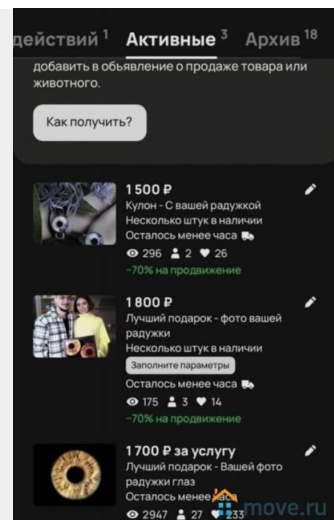 действий 1 Активные 3 Архив 18
добавить в объявление о продаже товара или
животного.
Как получить?
1 500 ₽
Кулон - С вашей радужкой
Несколько штук в наличии
Осталось менее часа
296 2 26
−70% на продвижение
1 800 ₽
Лучший подарок - фото вашей
радужки
Несколько штук в наличии
Заполните параметры
Осталось менее часа
175 3 14
−70% на продвижение
1 700 ₽ за услугу
Лучший подарок - Вашей фото
радужки глаз
Осталось менее часа
2947 27 233
move.ru